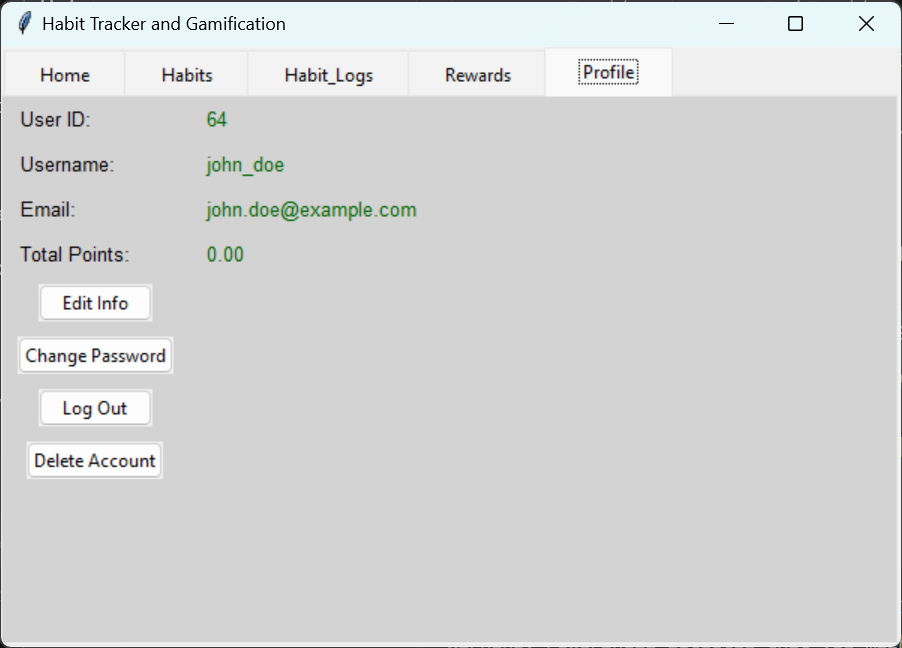 Habit Tracker and Gamification
Home Habits Habit_Logs Rewards Profile
User ID: 64
Username: john_doe
Email: john.doe@example.com
Total Points: 0.00
Edit Info
Change Password
Log Out
Delete Account